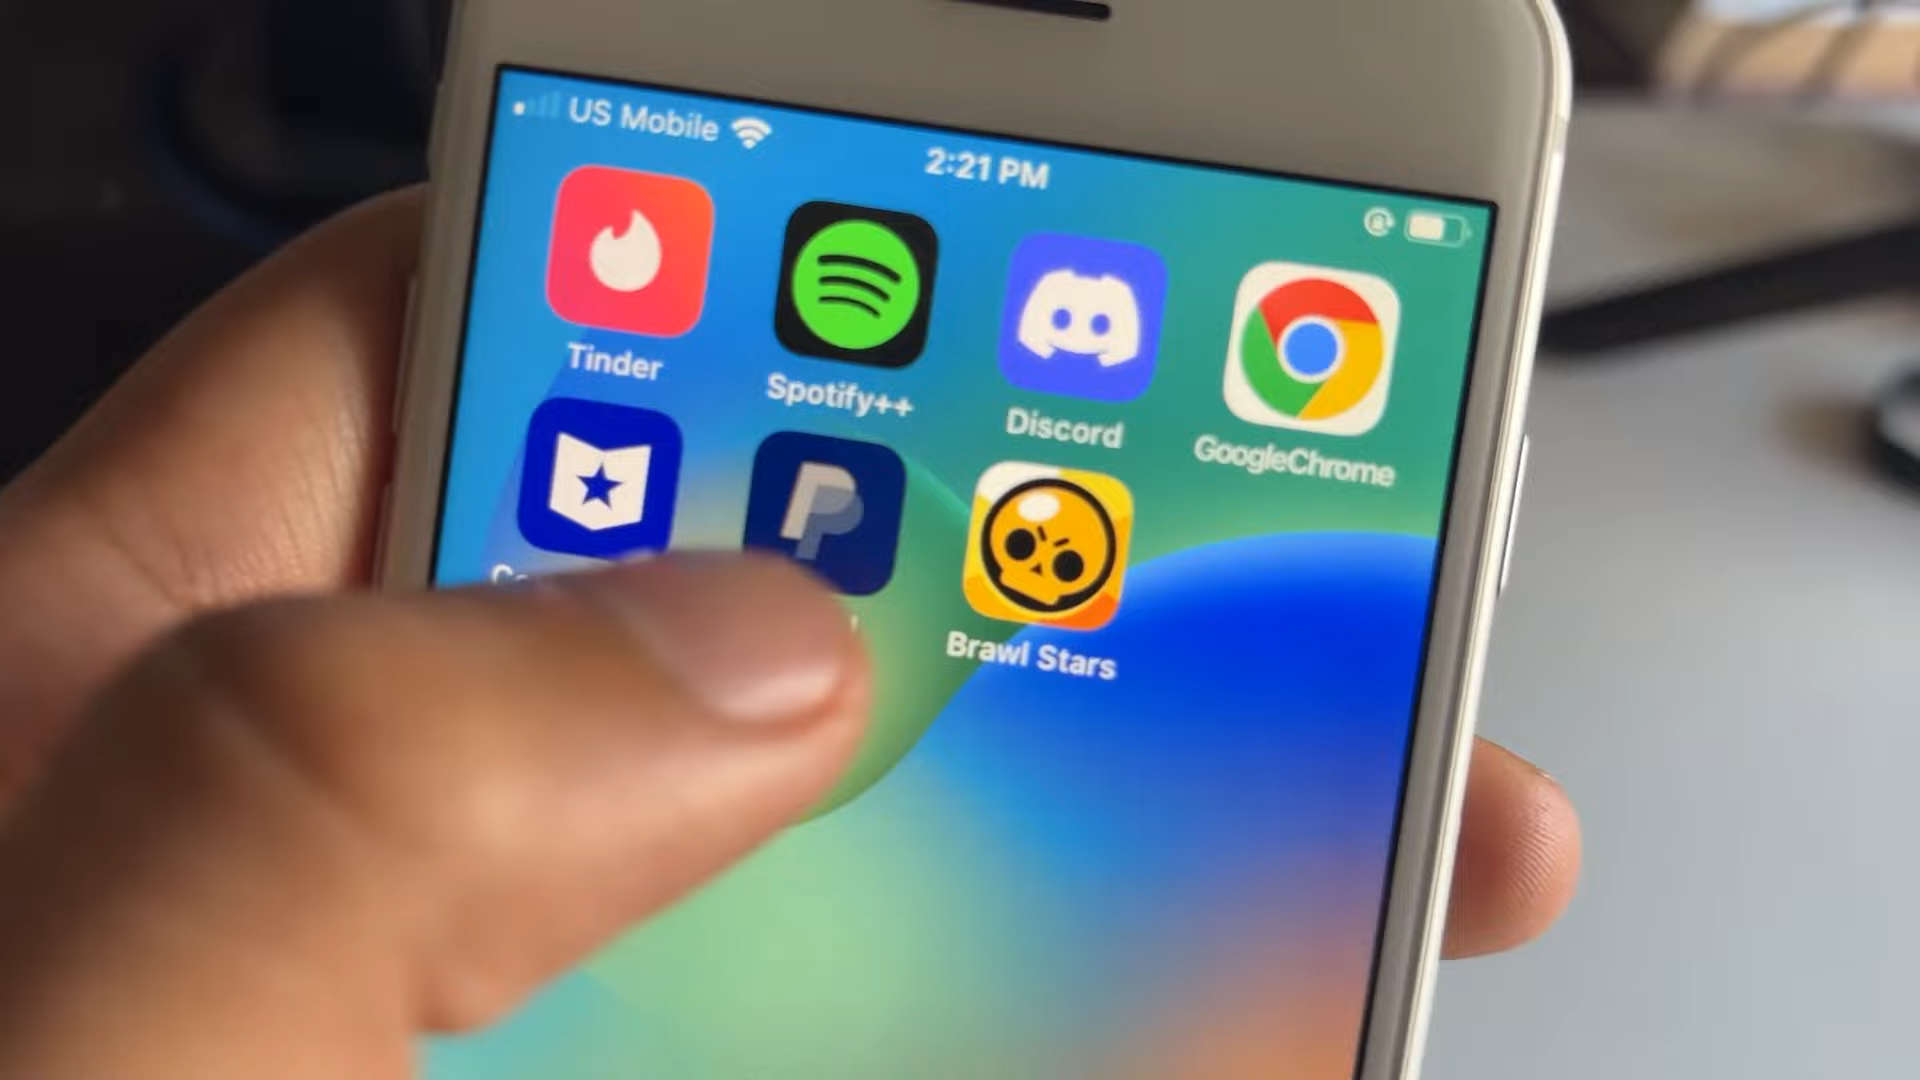 US Mobile
2:21 PM
Tinder
Spotify++
Discord
GoogleChrome
Brawl Stars